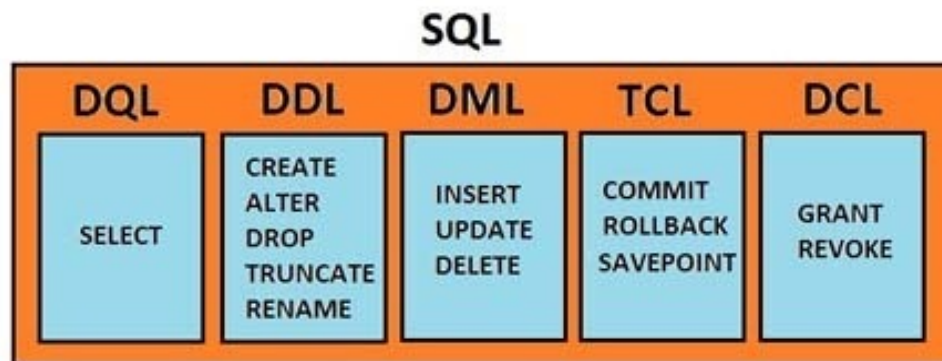 SQL
DQL
SELECT
DDL
CREATE
ALTER
DROP
TRUNCATE
RENAME
DML
INSERT
UPDATE
DELETE
TCL
COMMIT
ROLLBACK
SAVEPOINT
DCL
GRANT
REVOKE